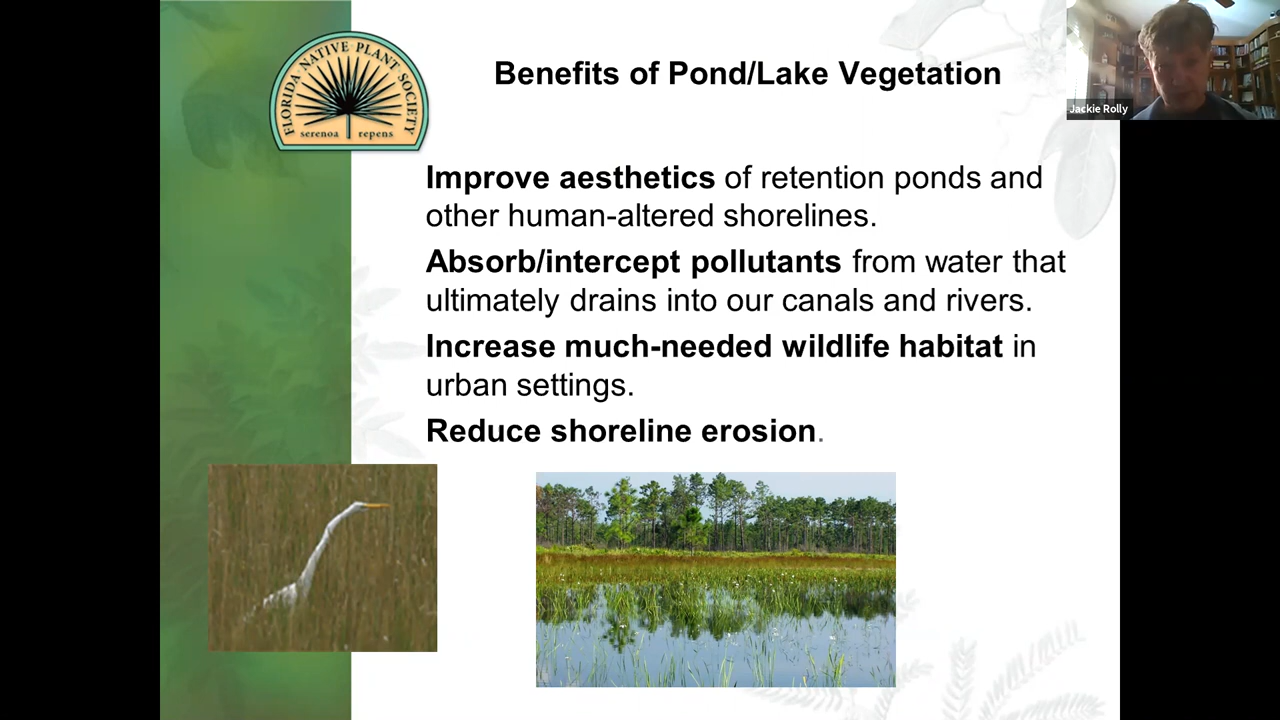 FLORIDA NATIVE PLANT SOCIETY
serenoa repens
Benefits of Pond/Lake Vegetation
Jackie Rolly
Improve aesthetics of retention ponds and
other human-altered shorelines.
Absorb/intercept pollutants from water that
ultimately drains into our canals and rivers.
Increase much-needed wildlife habitat in
urban settings.
Reduce shoreline erosion.